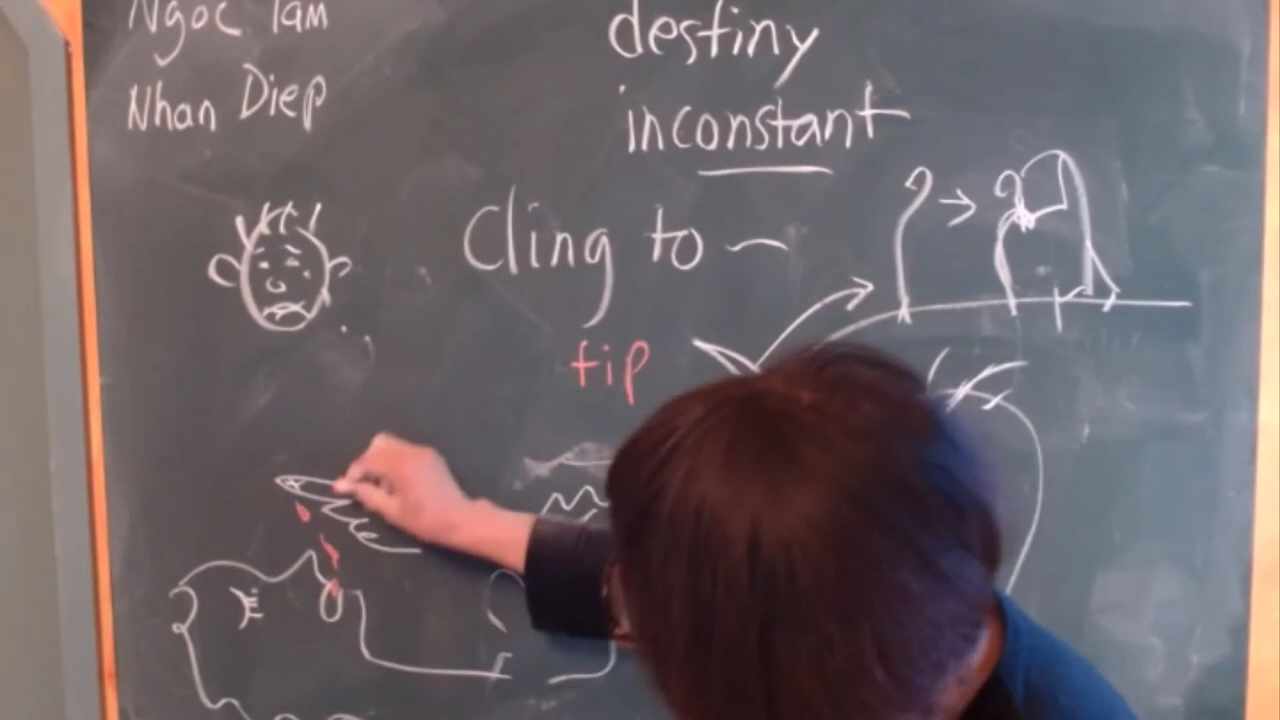 Ngoc Tam
Nhan Diep
destiny
inconstant
Cling to ~
tip